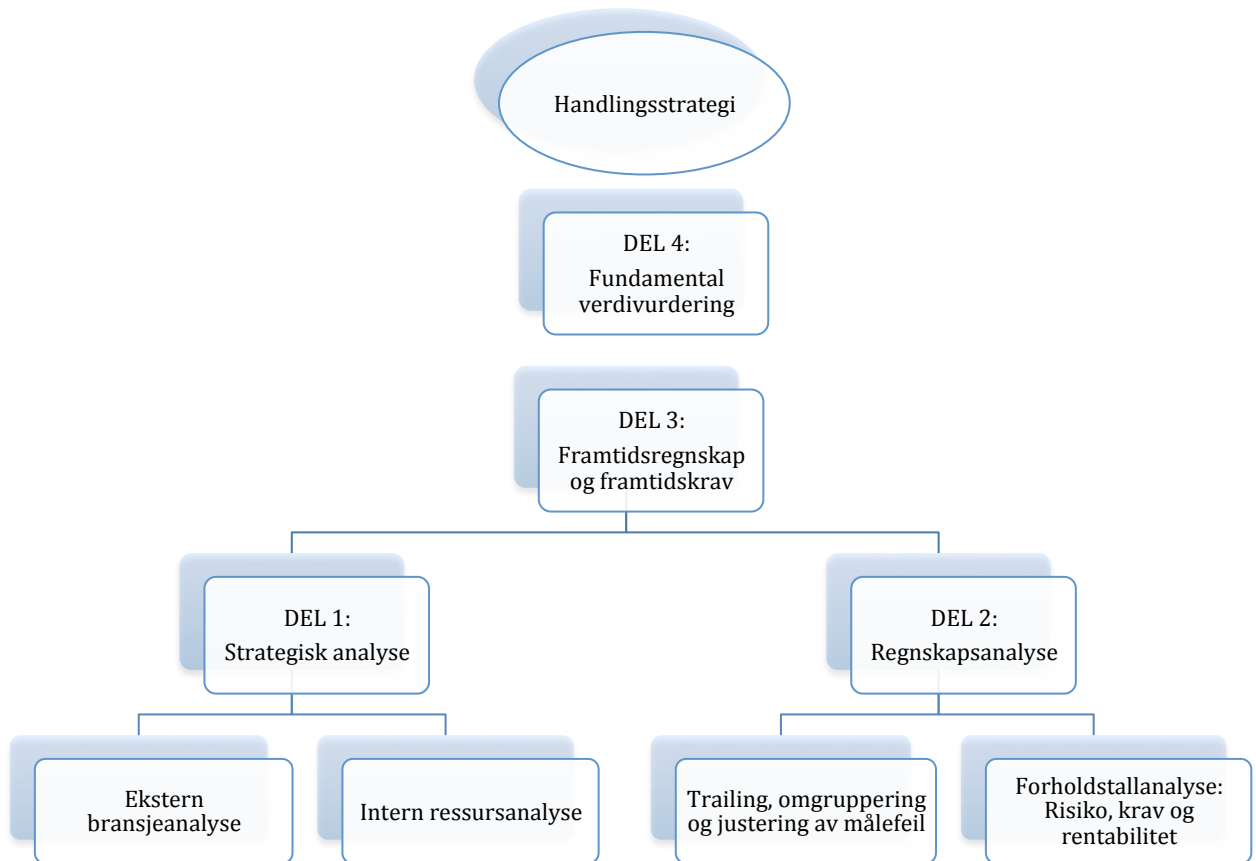 Handlingsstrategi
DEL 4:
Fundamental
verdivurdering
DEL 3:
Framtidsregnskap
og framtidskrav
DEL 1:
Strategisk analyse
DEL 2:
Regnskapsanalyse
Ekstern
bransjeanalyse
Intern ressursanalyse
Trailing, omgruppering
og justering av målefeil
Forholdstallanalyse:
Risiko, krav og
rentabilitet